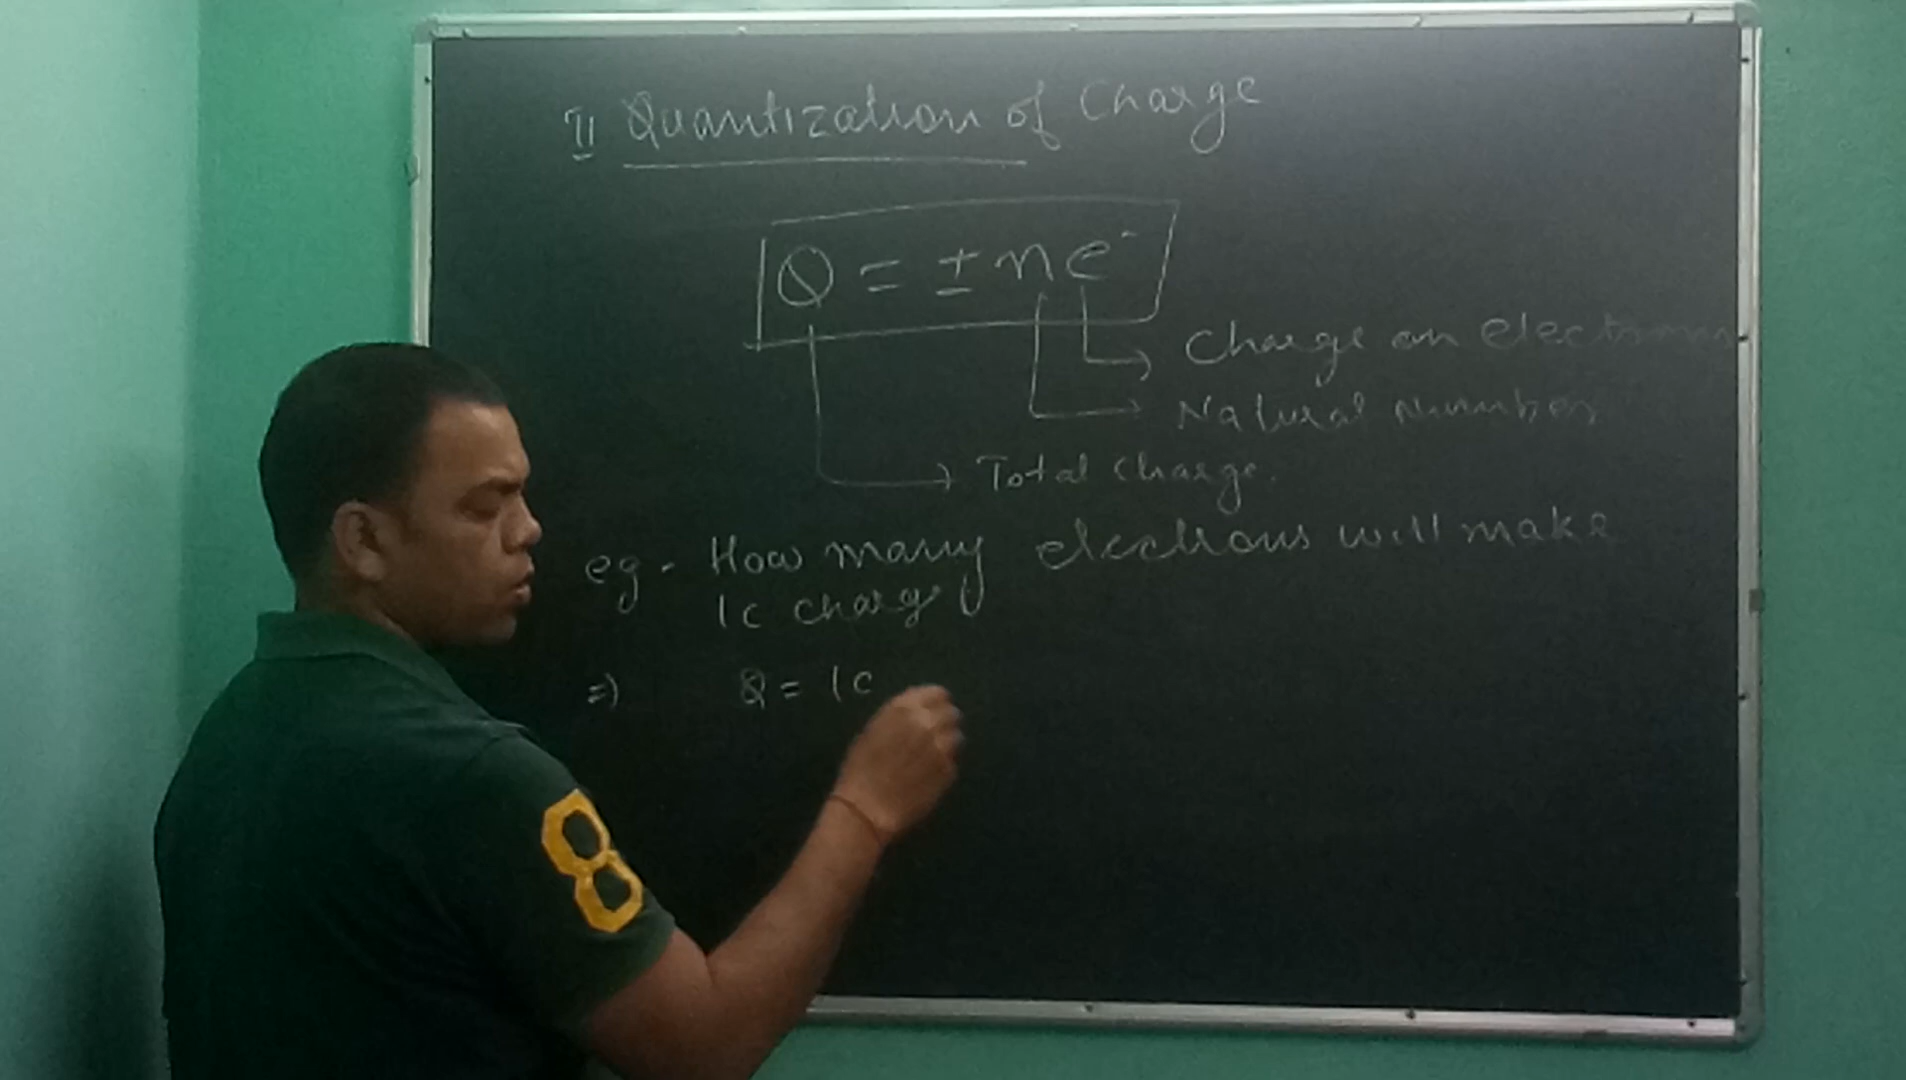 II Quantization of Charge
Q = ±ne⁻
Charge on electron
Natural Number
Total charge.
eg. How many electrons will make
1c charge
=) Q = 1c
8